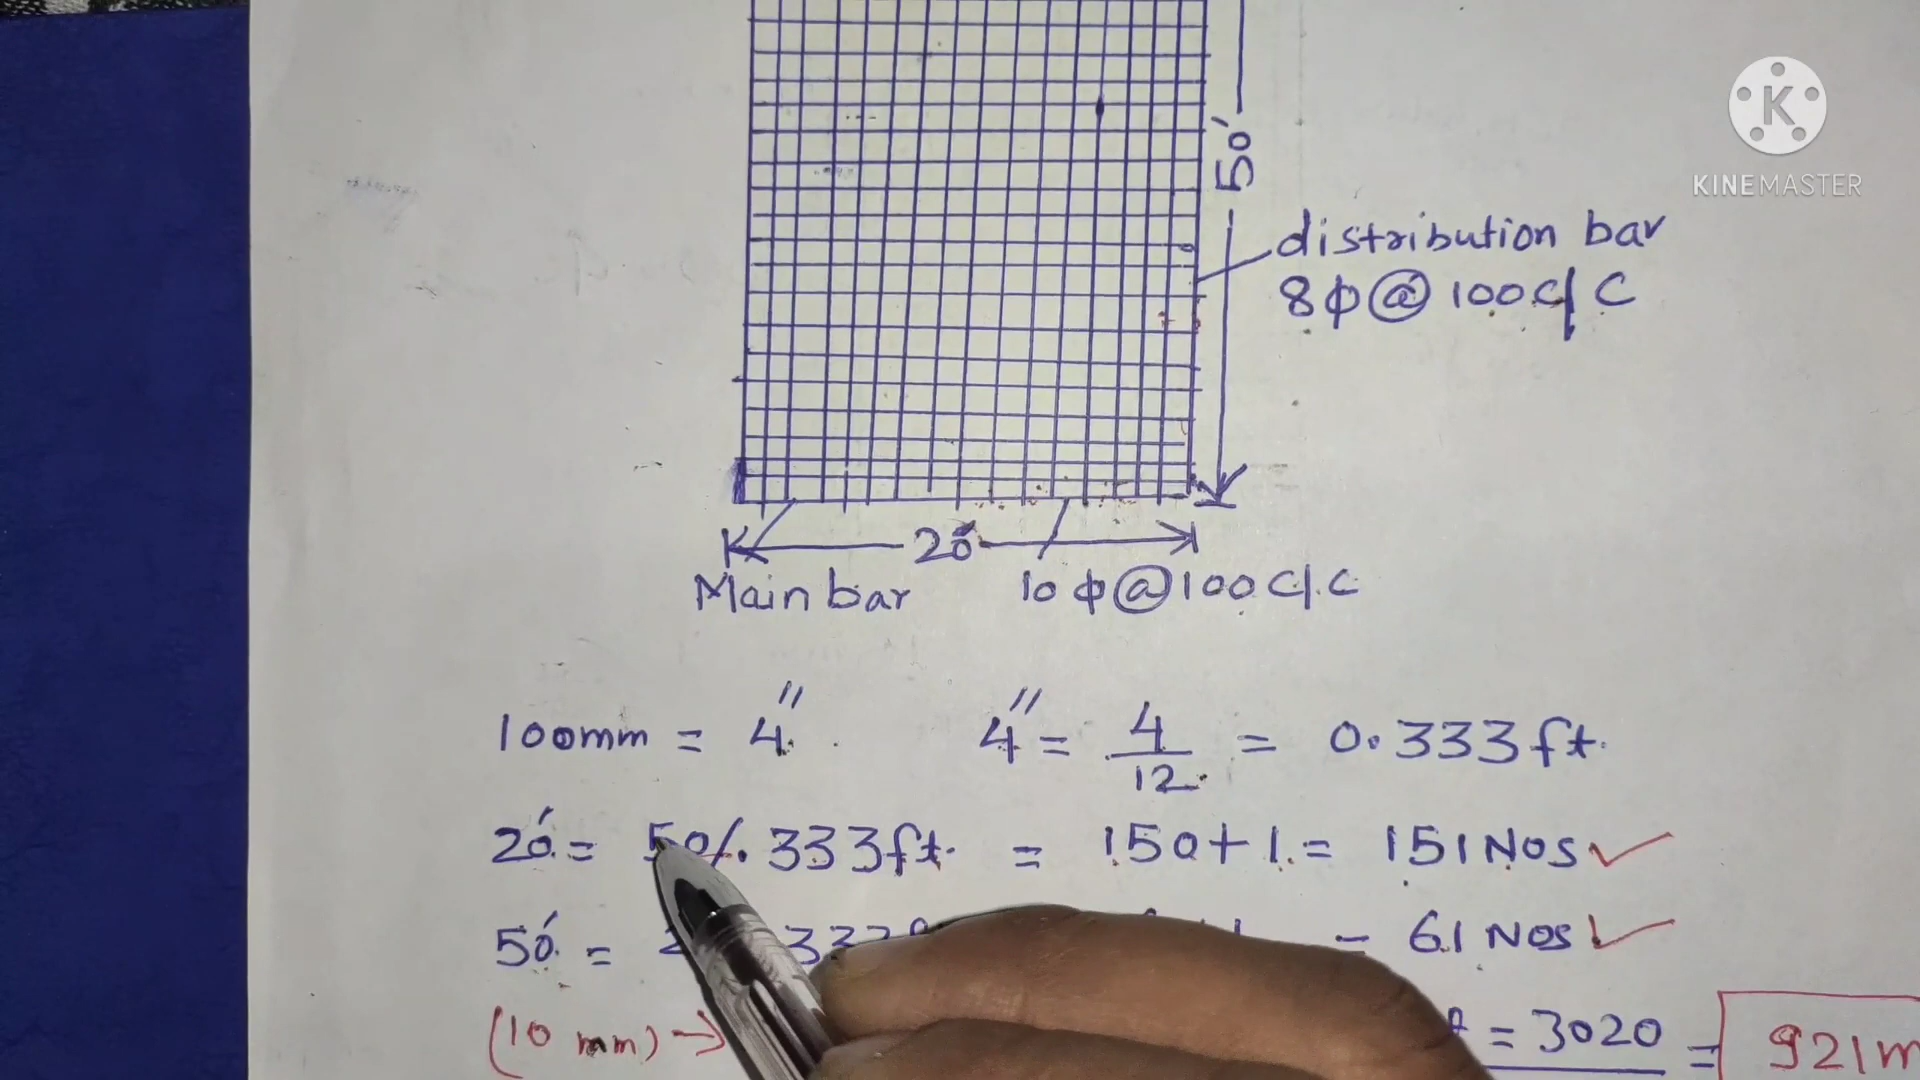 K
KINEMASTER
50'
distribution bar
8ϕ@100C/C
20'
Main bar
10ϕ@100C/C
100mm = 4" 4" = 4/12 = 0.333ft.
20' = 50/.333ft. = 150+1 = 151Nos
50' = 61Nos
(10 mm) → = 3020 = 921m